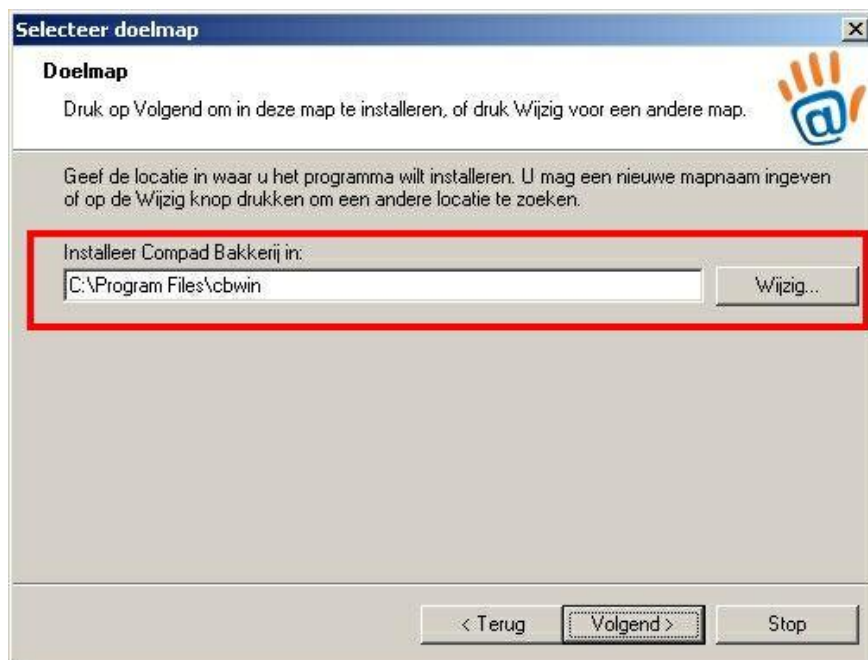 Selecteer doelmap
Doelmap
Druk op Volgend om in deze map te installeren, of druk Wijzig voor een andere map.
@
Geef de locatie in waar u het programma wilt installeren. U mag een nieuwe mapnaam ingeven
of op de Wijzig knop drukken om een andere locatie te zoeken.
Installeer Compad Bakkerij in:
C:\Program Files\cbwin
Wijzig...
< Terug
Volgend >
Stop